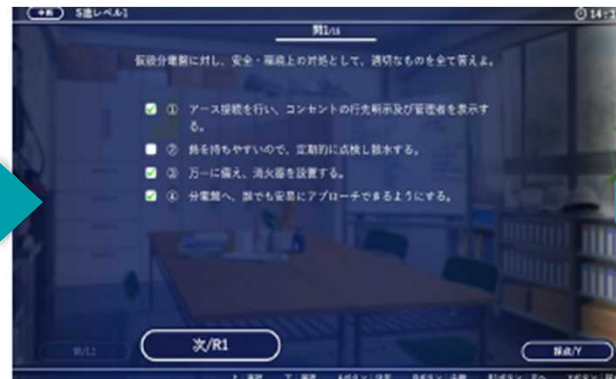 中断 S造レベル1 14:
問1/15
仮設分電盤に対し、安全・環境上の対処として、適切なものを全て答えよ。
① アース接続を行い、コンセントの行先明示及び管理者を表示す
る。
② 熱を持ちやすいので、定期的に点検し散水する。
③ 万一に備え、消火器を設置する。
④ 分電盤へ、誰でも安易にアプローチできるようにする。
前/L1 次/R1 採点/Y